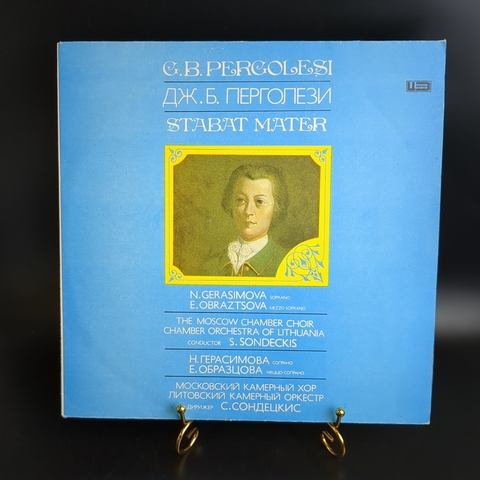 G.B. PERGOLESI
ДЖ. Б. ПЕРГОЛЕЗИ
STABAT MATER
N. GERASIMOVA SOPRANO
E. OBRAZTSOVA MEZZO-SOPRANO
THE MOSCOW CHAMBER CHOIR
CHAMBER ORCHESTRA OF LITHUANIA
CONDUCTOR S. SONDECKIS
Н. ГЕРАСИМОВА СОПРАНО
Е. ОБРАЗЦОВА МЕЦЦО-СОПРАНО
МОСКОВСКИЙ КАМЕРНЫЙ ХОР
ЛИТОВСКИЙ КАМЕРНЫЙ ОРКЕСТР
ДИРИЖЕР С. СОНДЕЦКИС